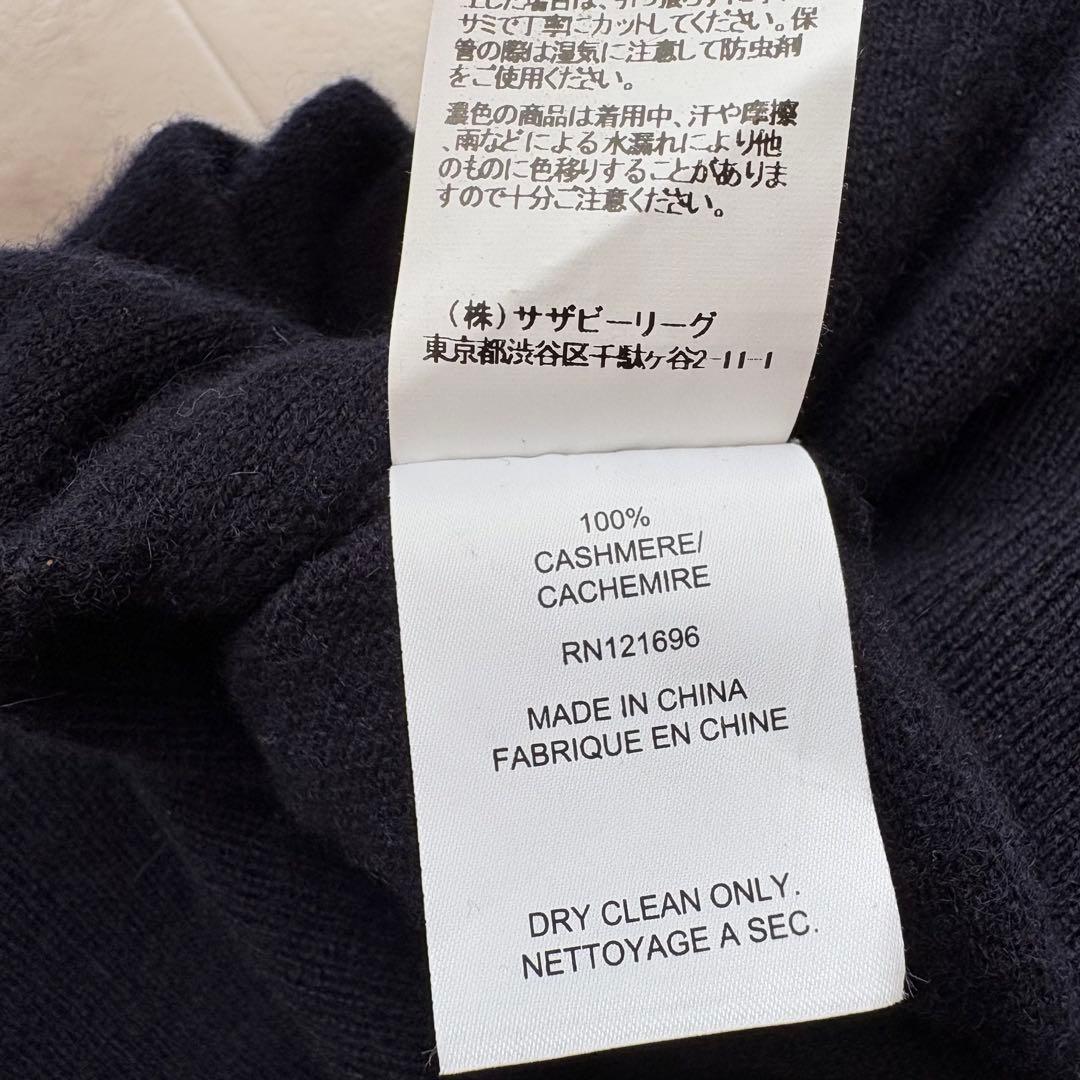 サミで丁寧にカットしてください。保
管の際は湿気に注意して防虫剤
をご使用ください。
濃色の商品は着用中、汗や摩擦
、雨などによる水濡れにより他
のものに色移りすることがありま
すので十分ご注意ください。
(株)サザビーリーグ
東京都渋谷区千駄ヶ谷2-11-1
100%
CASHMERE/
CACHEMIRE
RN121696
MADE IN CHINA
FABRIQUE EN CHINE
DRY CLEAN ONLY.
NETTOYAGE A SEC.